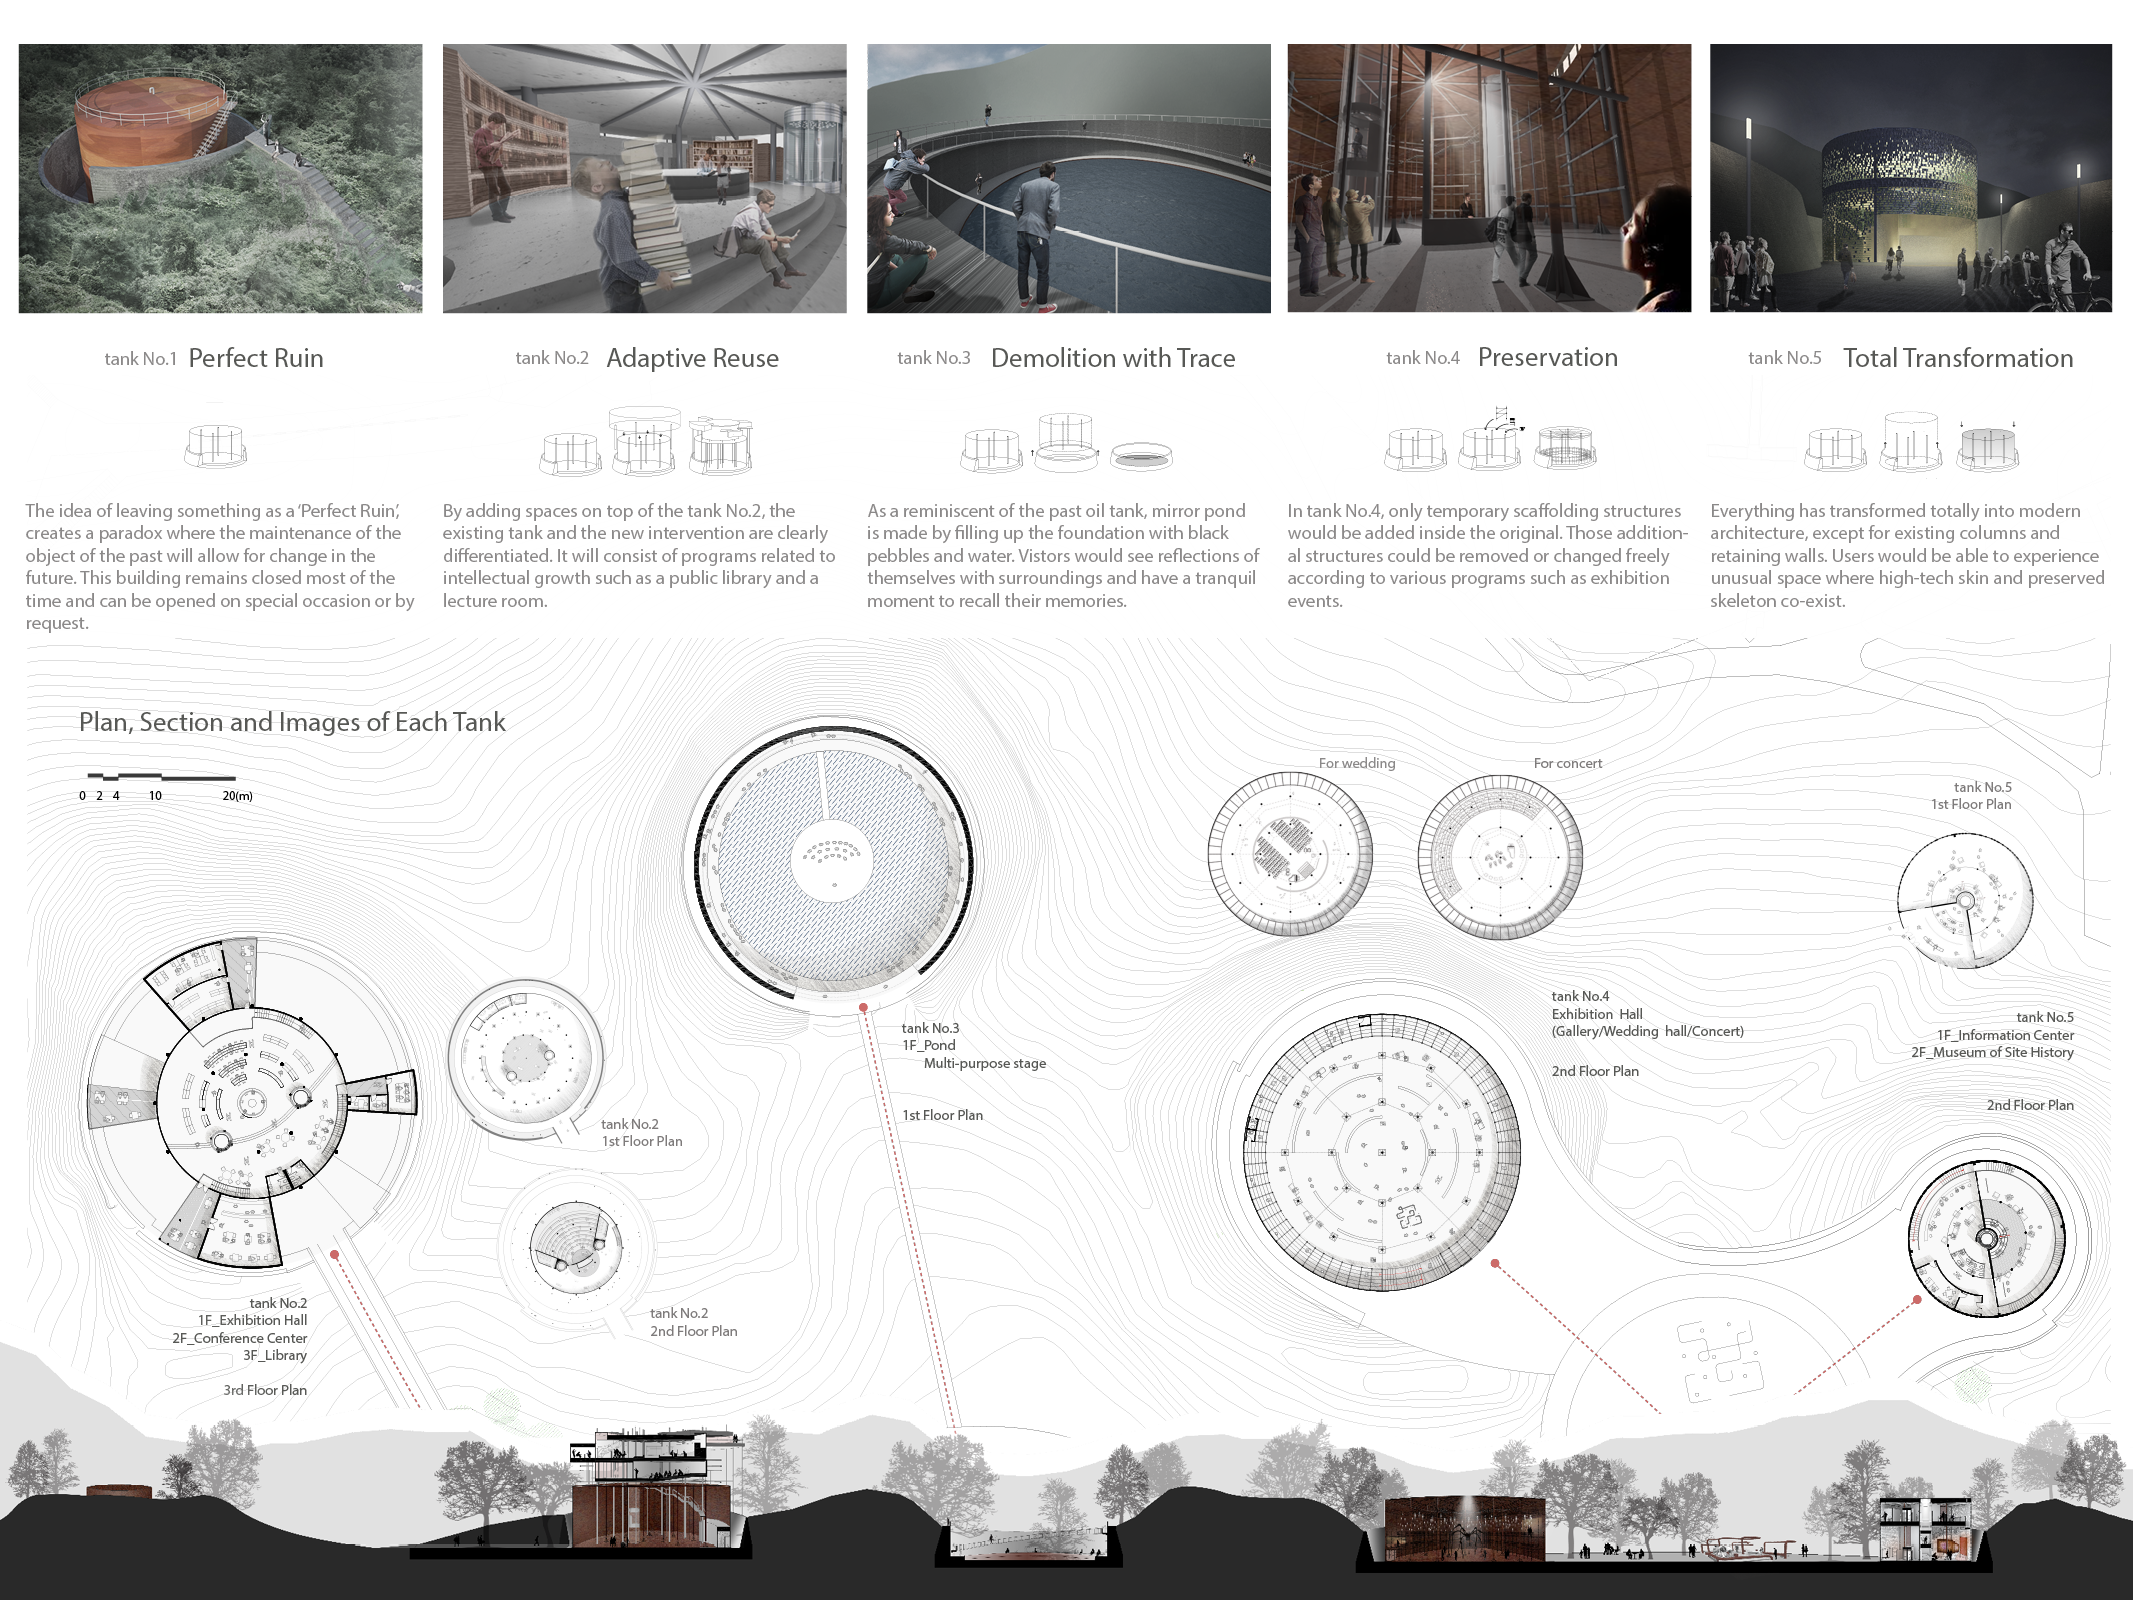 tank No.1 Perfect Ruin
The idea of leaving something as a ‘Perfect Ruin’,
creates a paradox where the maintenance of the
object of the past will allow for change in the
future. This building remains closed most of the
time and can be opened on special occasion or by
request.
tank No.2 Adaptive Reuse
By adding spaces on top of the tank No.2, the
existing tank and the new intervention are clearly
differentiated. It will consist of programs related to
intellectual growth such as a public library and a
lecture room.
tank No.3 Demolition with Trace
As a reminiscent of the past oil tank, mirror pond
is made by filling up the foundation with black
pebbles and water. Vistors would see reflections of
themselves with surroundings and have a tranquil
moment to recall their memories.
tank No.4 Preservation
In tank No.4, only temporary scaffolding structures
would be added inside the original. Those addition-
al structures could be removed or changed freely
according to various programs such as exhibition
events.
tank No.5 Total Transformation
Everything has transformed totally into modern
architecture, except for existing columns and
retaining walls. Users would be able to experience
unusual space where high-tech skin and preserved
skeleton co-exist.
Plan, Section and Images of Each Tank
0 2 4 10 20(m)
For wedding
For concert
tank No.5
1st Floor Plan
tank No.4
Exhibition Hall
(Gallery/Wedding hall/Concert)
2nd Floor Plan
tank No.5
1F_Information Center
2F_Museum of Site History
2nd Floor Plan
tank No.3
1F_Pond
Multi-purpose stage
1st Floor Plan
tank No.2
1st Floor Plan
tank No.2
2nd Floor Plan
tank No.2
1F_Exhibition Hall
2F_Conference Center
3F_Library
3rd Floor Plan